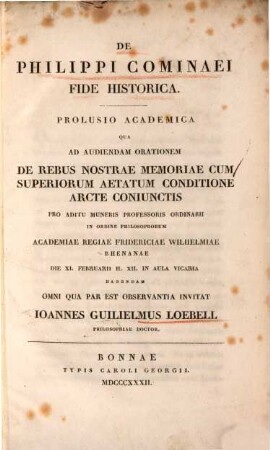 DE
PHILIPPI COMINAEI
FIDE HISTORICA.
PROLUSIO ACADEMICA
QUA
AD AUDIENDAM ORATIONEM
DE REBUS NOSTRAE MEMORIAE CUM
SUPERIORUM AETATUM CONDITIONE
ARCTE CONIUNCTIS
PRO ADITU MUNERIS PROFESSORIS ORDINARII
IN ORDINE PHILOSOPHORUM
ACADEMIAE REGIAE FRIDERICIAE WILHELMIAE
RHENANAE
DIE XI. FEBRUARII H. XII. IN AULA VICARIA
HABENDAM
OMNI QUA PAR EST OBSERVANTIA INVITAT
IOANNES GUILIELMUS LOEBELL
PHILOSOPHIAE DOCTOR.
BONNAE
TYPIS CAROLI GEORGII.
MDCCCXXXII.